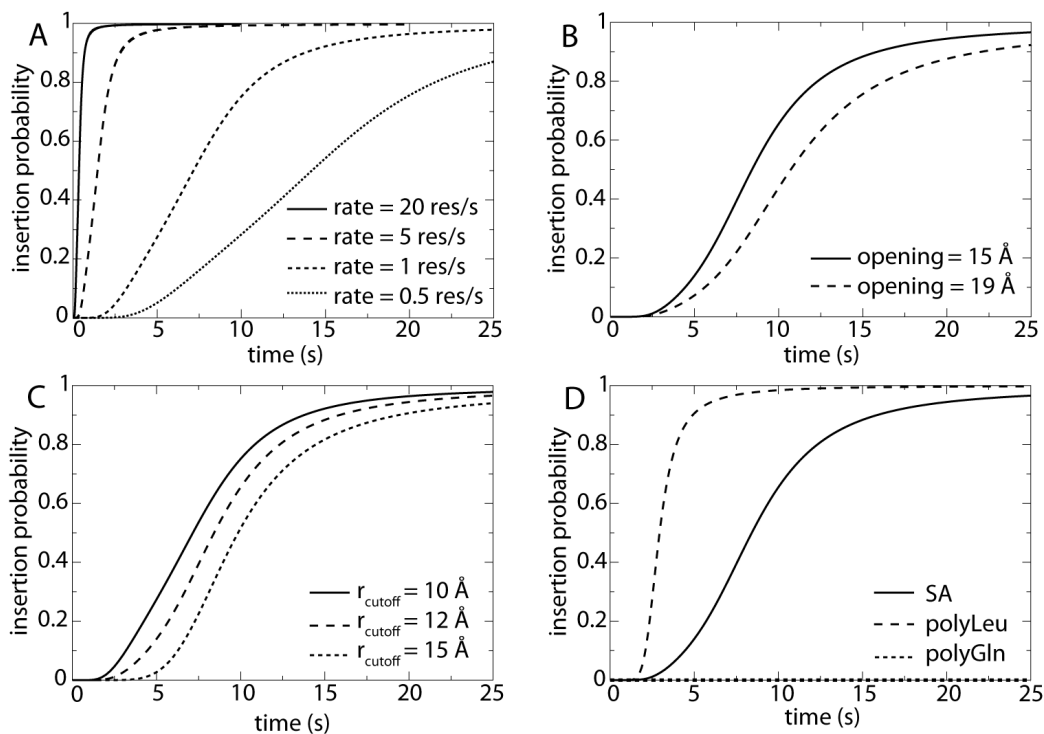 A
insertion probability
1
0.8
0.6
0.4
0.2
0
rate = 20 res/s
rate = 5 res/s
rate = 1 res/s
rate = 0.5 res/s
0 5 10 15 20 25
time (s)
B
insertion probability
1
0.8
0.6
0.4
0.2
0
opening = 15 Å
opening = 19 Å
0 5 10 15 20 25
time (s)
C
insertion probability
1
0.8
0.6
0.4
0.2
0
r cutoff = 10 Å
r cutoff = 12 Å
r cutoff = 15 Å
0 5 10 15 20 25
time (s)
D
insertion probability
1
0.8
0.6
0.4
0.2
0
SA
polyLeu
polyGln
0 5 10 15 20 25
time (s)